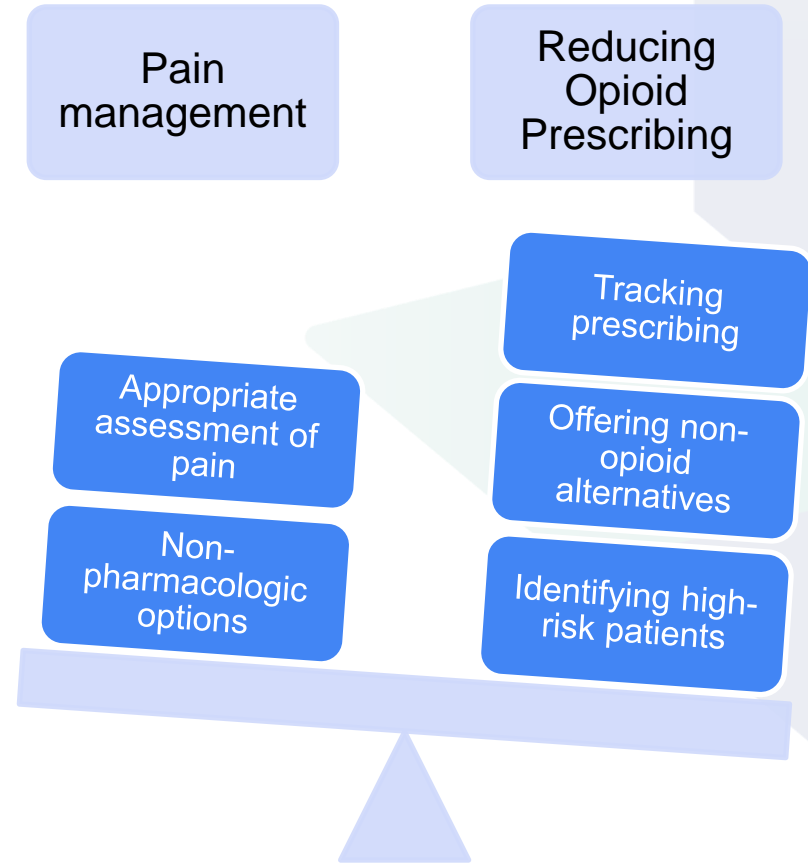 Pain
management
Reducing
Opioid
Prescribing
Appropriate
assessment of
pain
Non-
pharmacologic
options
Tracking
prescribing
Offering non-
opioid
alternatives
Identifying high-
risk patients